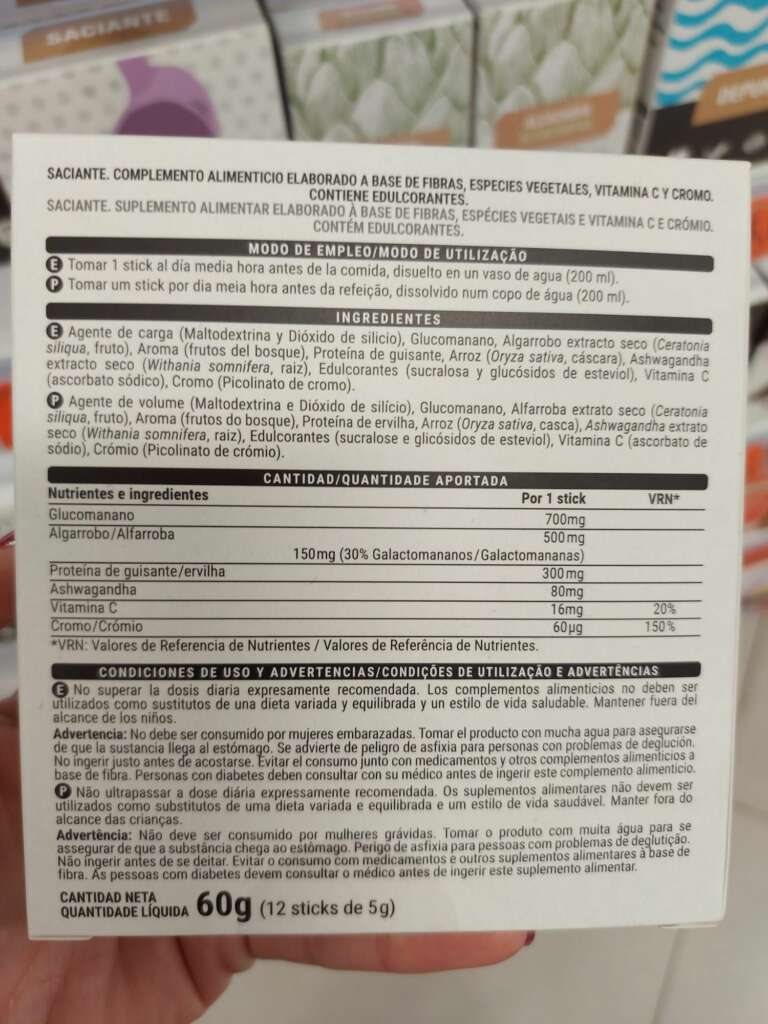 SACIANTE
SACIANTE. COMPLEMENTO ALIMENTICIO ELABORADO A BASE DE FIBRAS, ESPECIES VEGETALES, VITAMINA C Y CROMO.
CONTIENE EDULCORANTES.
SACIANTE. SUPLEMENTO ALIMENTAR ELABORADO À BASE DE FIBRAS, ESPÉCIES VEGETAIS E VITAMINA C E CRÓMIO.
CONTÉM EDULCORANTES.
MODO DE EMPLEO/MODO DE UTILIZAÇÃO
E Tomar 1 stick al día media hora antes de la comida, disuelto en un vaso de agua (200 ml).
P Tomar um stick por dia meia hora antes da refeição, dissolvido num copo de água (200 ml).
INGREDIENTES
E Agente de carga (Maltodextrina y Dióxido de silicio), Glucomanano, Algarrobo extracto seco (Ceratonia
siliqua, fruto), Aroma (frutos del bosque), Proteína de guisante, Arroz (Oryza sativa, cáscara), Ashwagandha
extracto seco (Withania somnifera, raiz), Edulcorantes (sucralosa y glucósidos de esteviol), Vitamina C
(ascorbato sódico), Cromo (Picolinato de cromo).
P Agente de volume (Maltodextrina e Dióxido de silício), Glucomanano, Alfarroba extrato seco (Ceratonia
siliqua, fruto), Aroma (frutos do bosque), Proteína de ervilha, Arroz (Oryza sativa, casca), Ashwagandha extrato
seco (Withania somnifera, raiz), Edulcorantes (sucralose e glicósidos de esteviol), Vitamina C (ascorbato de
sódio), Crómio (Picolinato de crómio).
CANTIDAD/QUANTIDADE APORTADA
Nutrientes e ingredientes Por 1 stick VRN*
Glucomanano 700mg
Algarrobo/Alfarroba 500mg
150mg (30% Galactomananos/Galactomananas)
Proteína de guisante/ervilha 300mg
Ashwagandha 80mg
Vitamina C 16mg 20%
Cromo/Crómio 60µg 150%
*VRN: Valores de Referencia de Nutrientes / Valores de Referência de Nutrientes.
CONDICIONES DE USO Y ADVERTENCIAS/CONDIÇÕES DE UTILIZAÇÃO E ADVERTÊNCIAS
E No superar la dosis diaria expresamente recomendada. Los complementos alimenticios no deben ser
utilizados como sustitutos de una dieta variada y equilibrada y un estilo de vida saludable. Mantener fuera del
alcance de los niños.
Advertencia: No debe ser consumido por mujeres embarazadas. Tomar el producto con mucha agua para asegurarse
de que la sustancia llega al estómago. Se advierte de peligro de asfixia para personas con problemas de deglución.
No ingerir justo antes de acostarse. Evitar el consumo junto con medicamentos y otros complementos alimenticios a
base de fibra. Personas con diabetes deben consultar con su médico antes de ingerir este complemento alimenticio.
P Não ultrapassar a dose diária expressamente recomendada. Os suplementos alimentares não devem ser
utilizados como substitutos de uma dieta variada e equilibrada e um estilo de vida saudável. Manter fora do
alcance das crianças.
Advertência: Não deve ser consumido por mulheres grávidas. Tomar o produto com muita água para se
assegurar de que a substância chega ao estômago. Perigo de asfixia para pessoas com problemas de deglutição.
Não ingerir antes de se deitar. Evitar o consumo com medicamentos e outros suplementos alimentares à base de
fibra. As pessoas com diabetes devem consultar o médico antes de ingerir este suplemento alimentar.
CANTIDAD NETA
QUANTIDADE LÍQUIDA 60g (12 sticks de 5g)